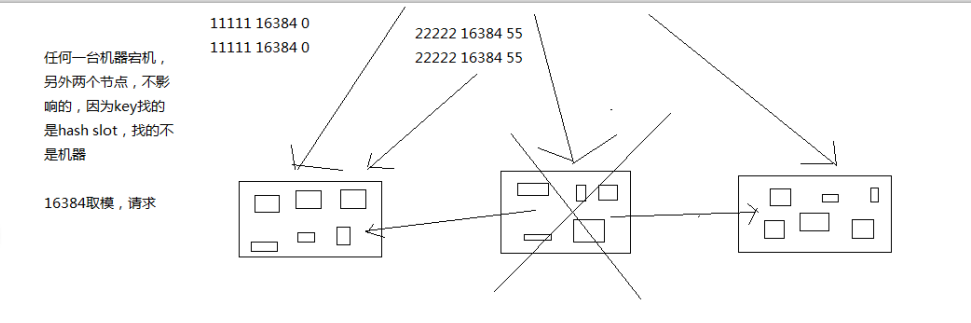 11111 16384 0
11111 16384 0
22222 16384 55
22222 16384 55
任何一台机器宕机，
另外两个节点，不影
响的，因为key找的
是hash slot，找的不
是机器
16384取模，请求